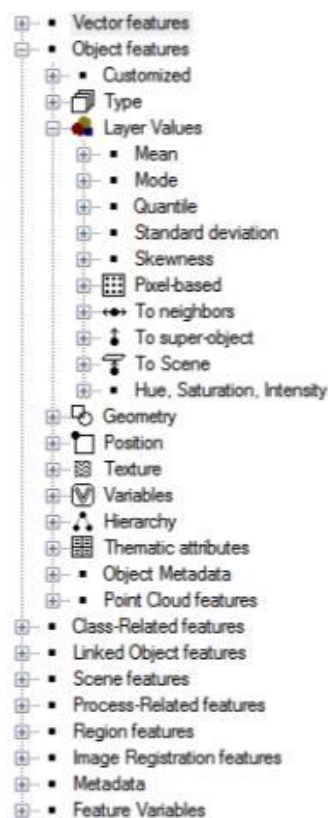 Vector features
Object features
Customized
Type
Layer Values
Mean
Mode
Quantile
Standard deviation
Skewness
Pixel-based
To neighbors
To super-object
To Scene
Hue, Saturation, Intensity
Geometry
Position
Texture
Variables
Hierarchy
Thematic attributes
Object Metadata
Point Cloud features
Class-Related features
Linked Object features
Scene features
Process-Related features
Region features
Image Registration features
Metadata
Feature Variables